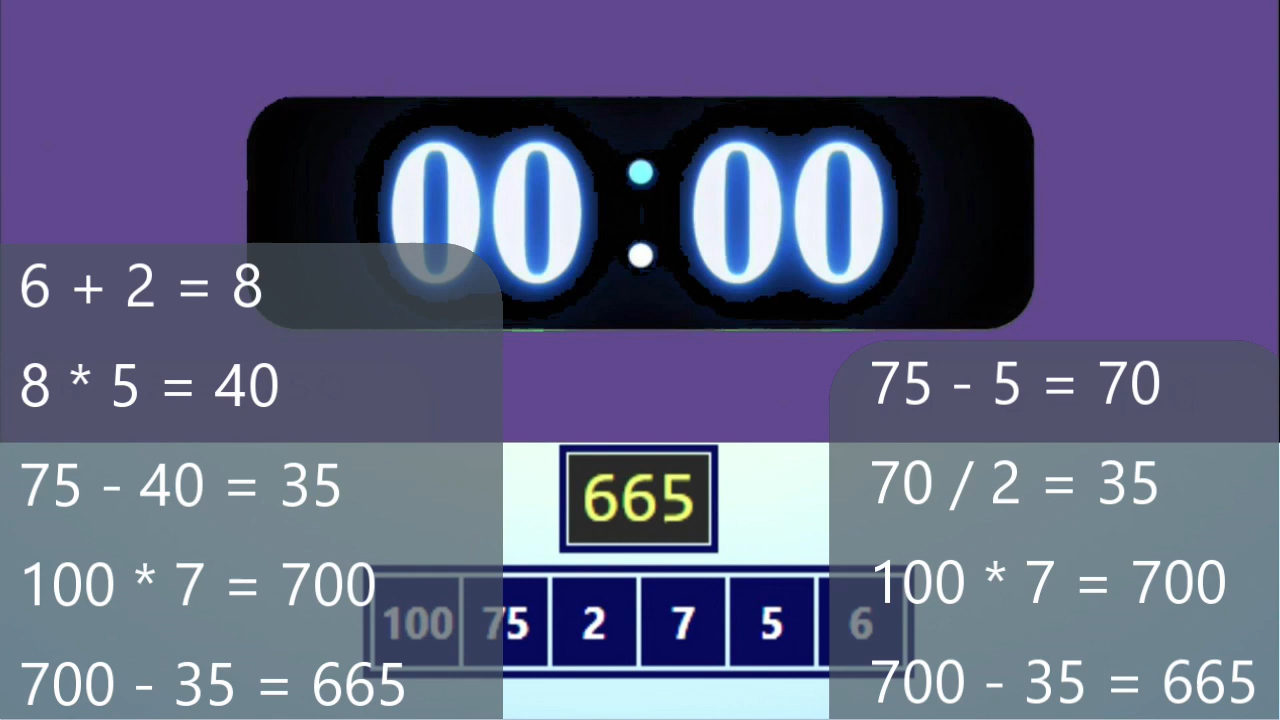 00:00
6 + 2 = 8
8 * 5 = 40
75 - 40 = 35
100 * 7 = 700
700 - 35 = 665
665
100 75 2 7 5 6
75 - 5 = 70
70 / 2 = 35
100 * 7 = 700
700 - 35 = 665